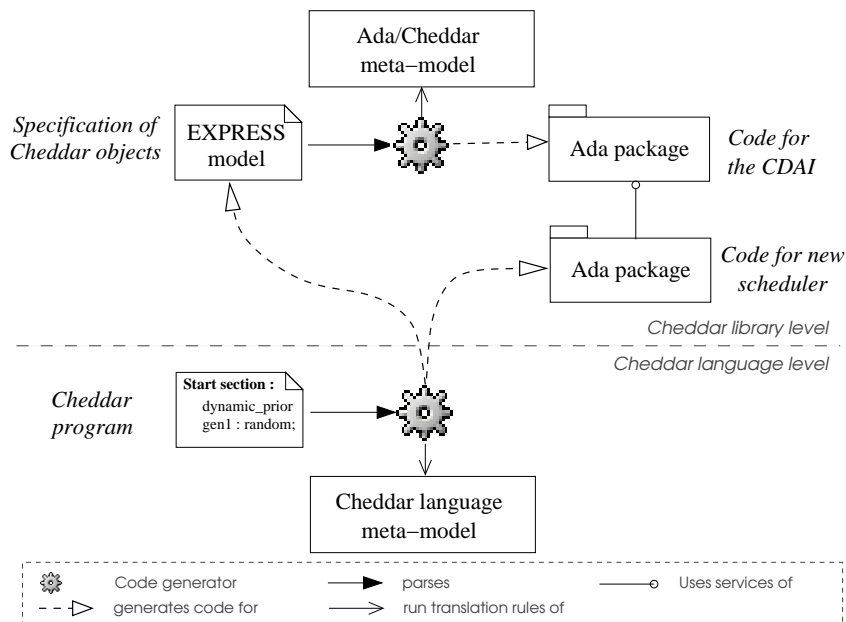 Ada/Cheddar
meta−model
Specification of
Cheddar objects
EXPRESS
model
Ada package
Code for
the CDAI
Ada package
Code for new
scheduler
Cheddar library level
Cheddar language level
Cheddar
program
Start section :
dynamic_prior
gen1 : random;
Cheddar language
meta−model
Code generator
parses
Uses services of
generates code for
run translation rules of